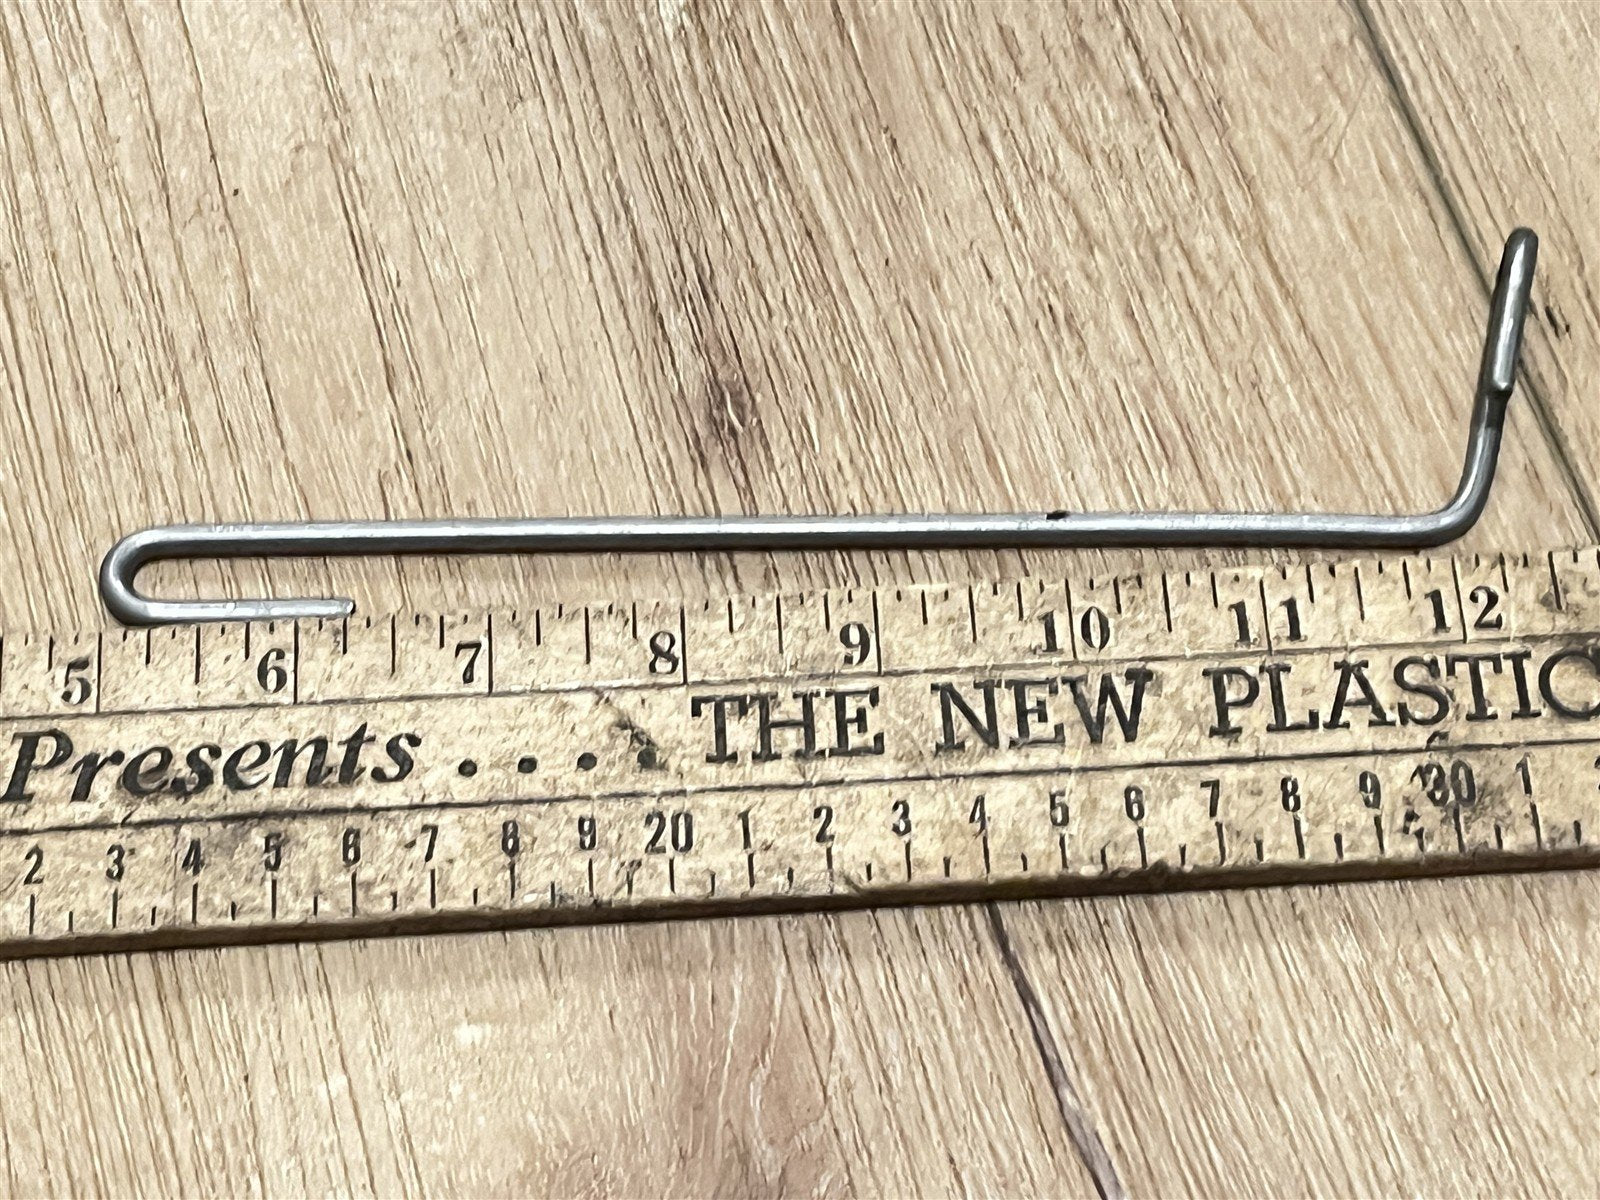 5 6 7 8 9 10 11 12
Presents . . . . THE NEW PLASTIC
2 3 4 5 6 7 8 9 20 1 2 3 4 5 6 7 8 9 30 1